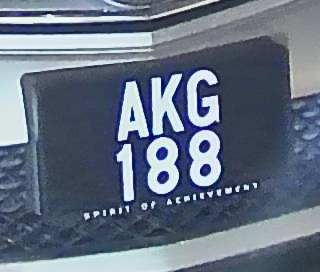 AKG
188
SPIRIT OF ACHIEVEMENT